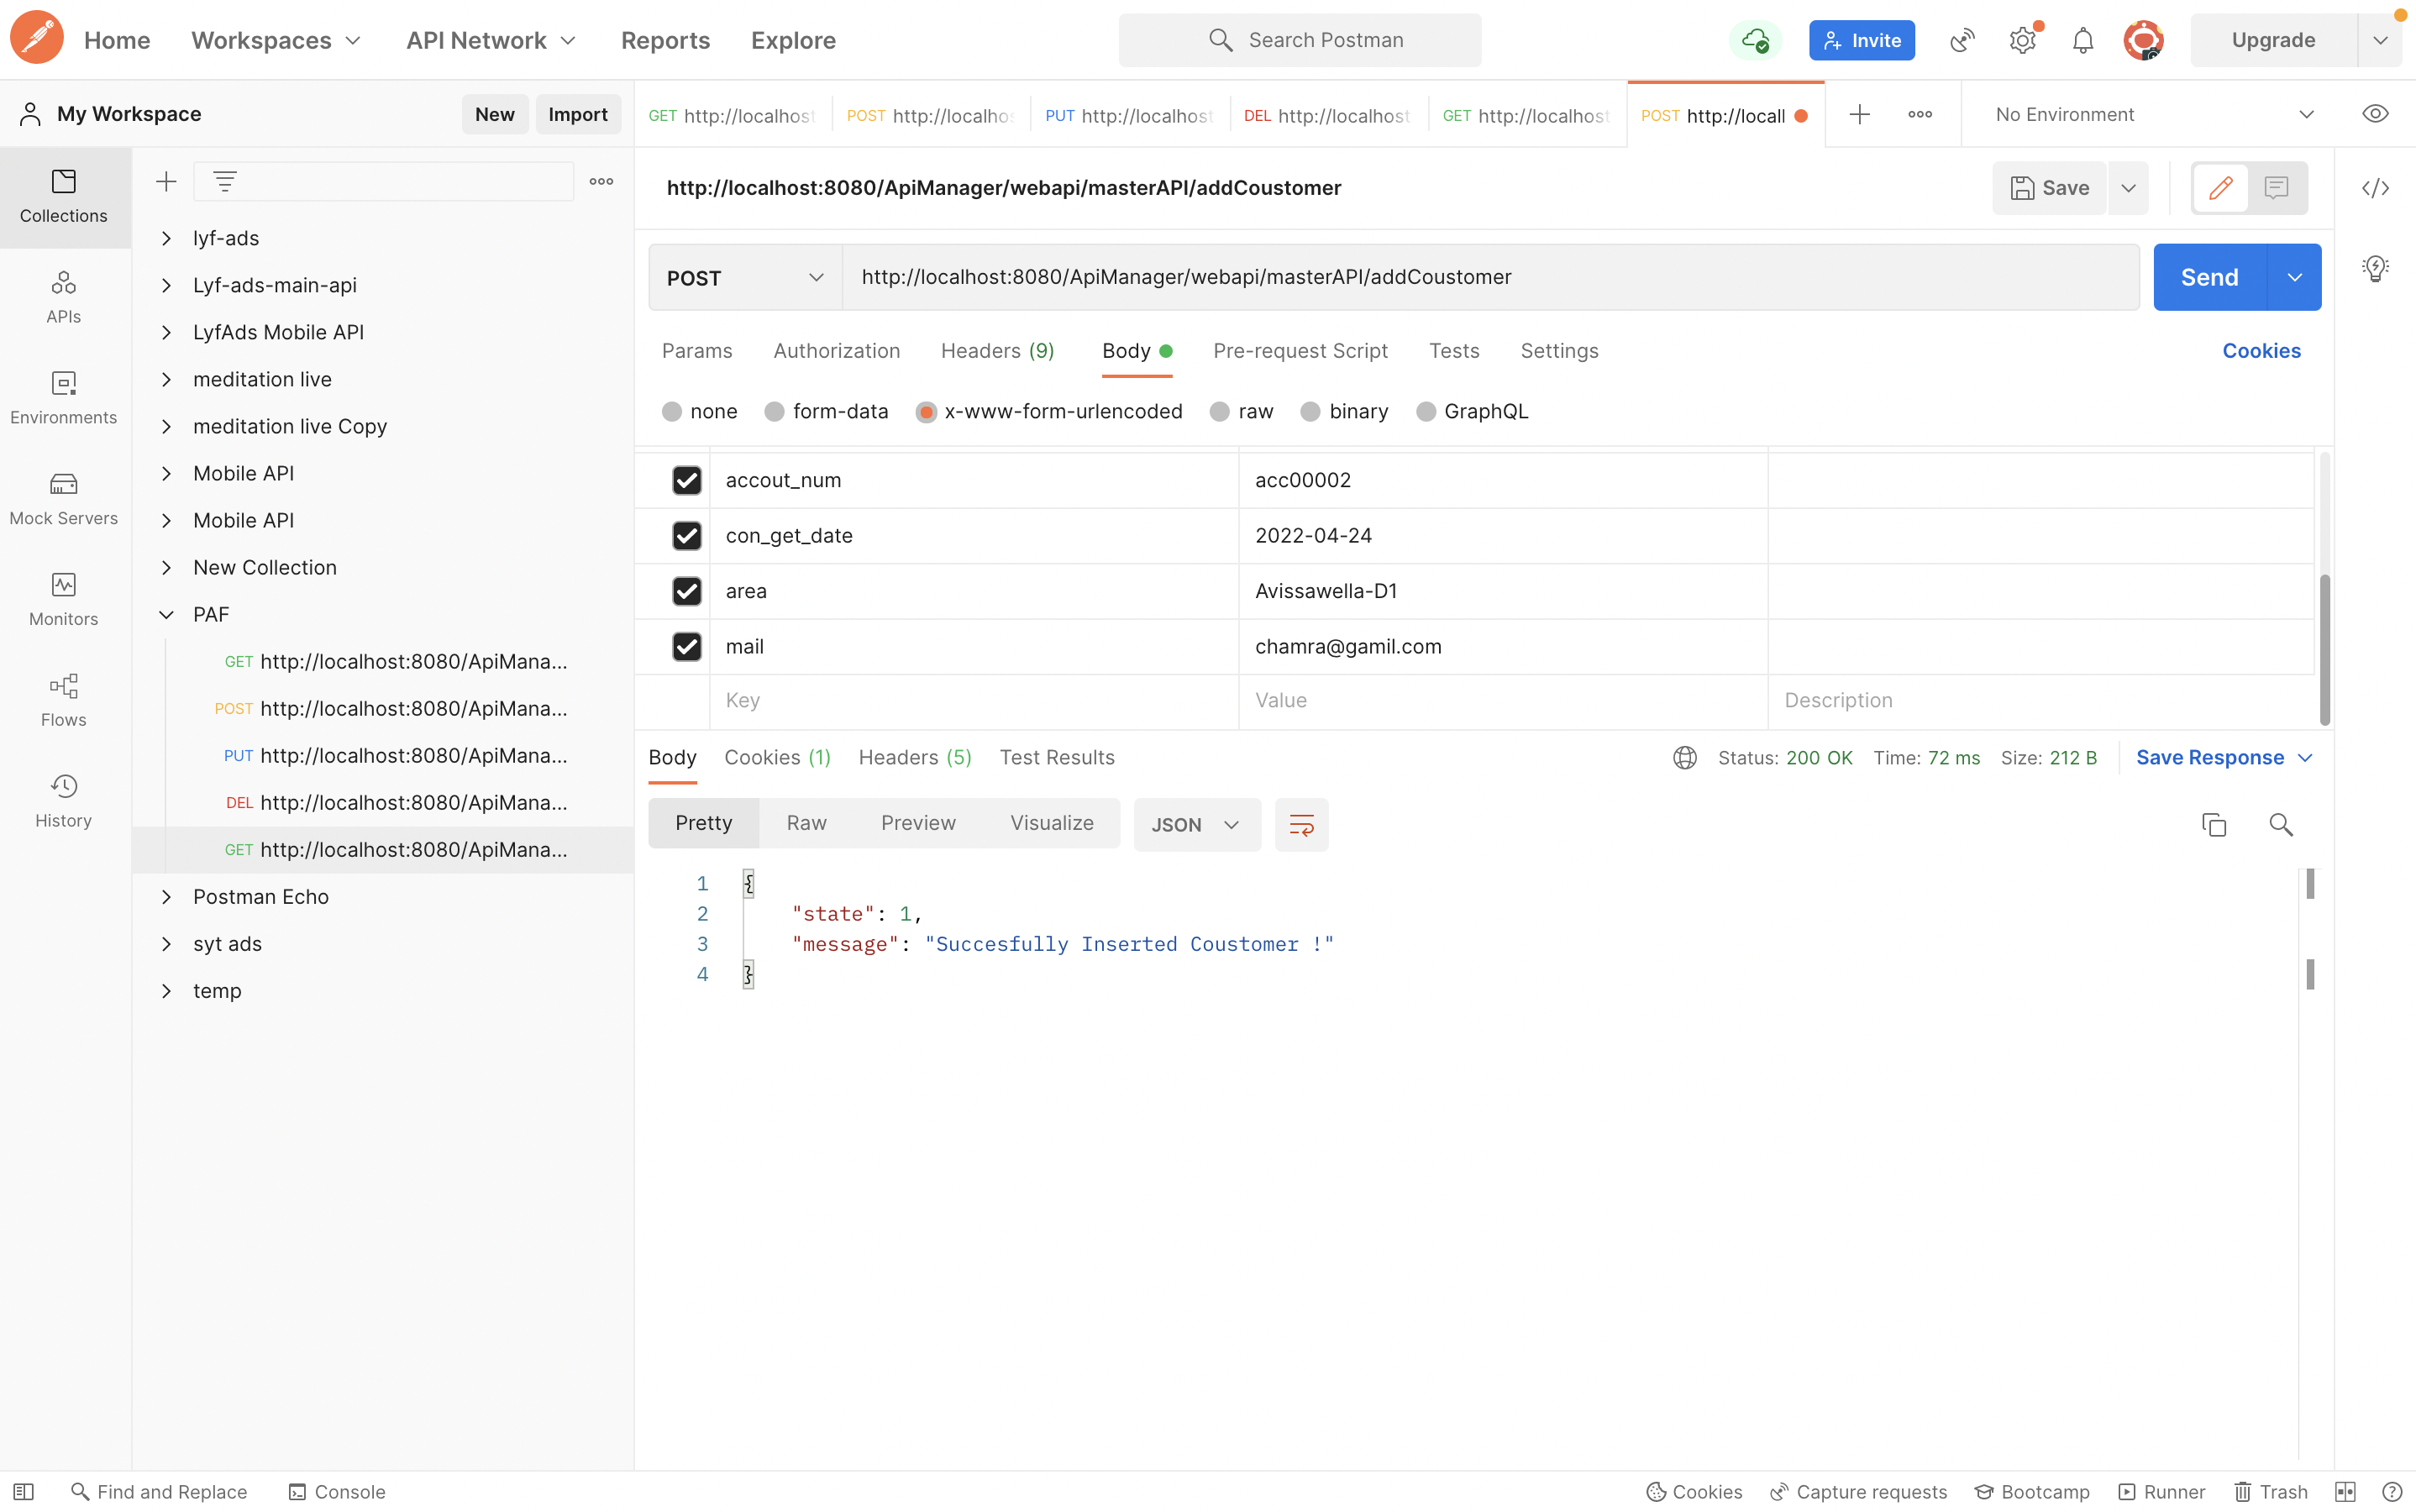 Home Workspaces API Network Reports Explore Search Postman Invite Upgrade
My Workspace New Import
GET http://localhost POST http://localhos PUT http://localhost DEL http://localhost GET http://localhost POST http://locall No Environment
Collections
APIs
Environments
Mock Servers
Monitors
Flows
History
lyf-ads
Lyf-ads-main-api
LyfAds Mobile API
meditation live
meditation live Copy
Mobile API
Mobile API
New Collection
PAF
GET http://localhost:8080/ApiMana...
POST http://localhost:8080/ApiMana...
PUT http://localhost:8080/ApiMana...
DEL http://localhost:8080/ApiMana...
GET http://localhost:8080/ApiMana...
Postman Echo
syt ads
temp
http://localhost:8080/ApiManager/webapi/masterAPI/addCoustomer Save
POST http://localhost:8080/ApiManager/webapi/masterAPI/addCoustomer Send
Params Authorization Headers (9) Body Pre-request Script Tests Settings Cookies
none form-data x-www-form-urlencoded raw binary GraphQL
accout_num acc00002
con_get_date 2022-04-24
area Avissawella-D1
mail chamra@gamil.com
Key Value Description
Body Cookies (1) Headers (5) Test Results Status: 200 OK Time: 72 ms Size: 212 B Save Response
Pretty Raw Preview Visualize JSON
1 {
2 "state": 1,
3 "message": "Succesfully Inserted Coustomer !"
4 }
Find and Replace Console Cookies Capture requests Bootcamp Runner Trash